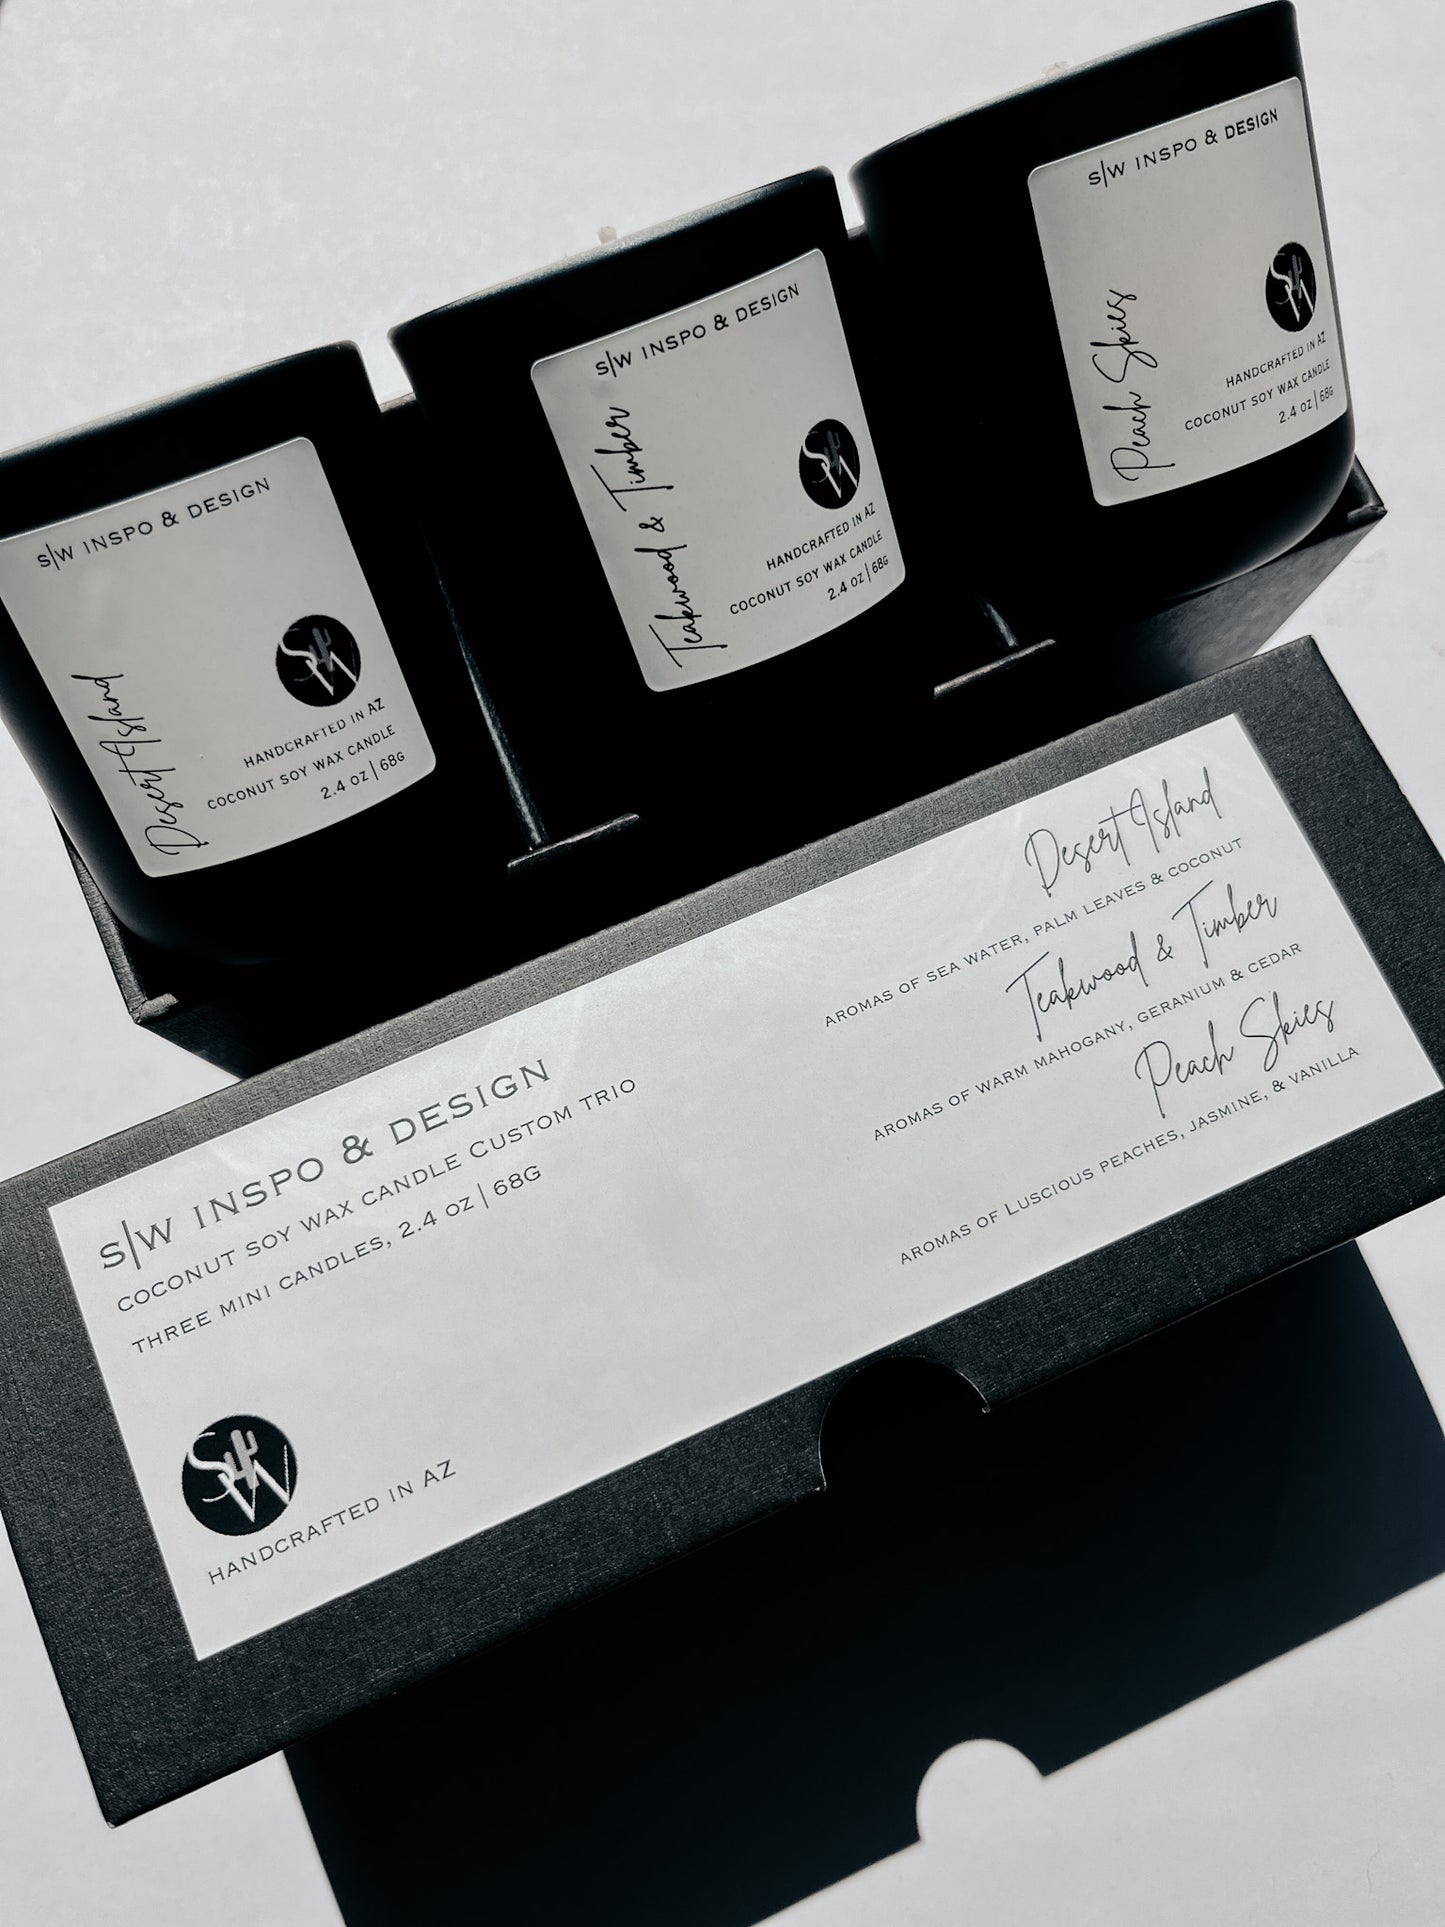 S|W INSPO & DESIGN
Peach Skies
SW
HANDCRAFTED IN AZ
COCONUT SOY WAX CANDLE
2.4 OZ | 68G
S|W INSPO & DESIGN
Teakwood & Timber
SW
HANDCRAFTED IN AZ
COCONUT SOY WAX CANDLE
2.4 OZ | 68G
S|W INSPO & DESIGN
Desert Island
SW
HANDCRAFTED IN AZ
COCONUT SOY WAX CANDLE
2.4 OZ | 68G
S|W INSPO & DESIGN
COCONUT SOY WAX CANDLE CUSTOM TRIO
THREE MINI CANDLES, 2.4 OZ | 68G
SW
HANDCRAFTED IN AZ
Desert Island
AROMAS OF SEA WATER, PALM LEAVES & COCONUT
Teakwood & Timber
AROMAS OF WARM MAHOGANY, GERANIUM & CEDAR
Peach Skies
AROMAS OF LUSCIOUS PEACHES, JASMINE, & VANILLA